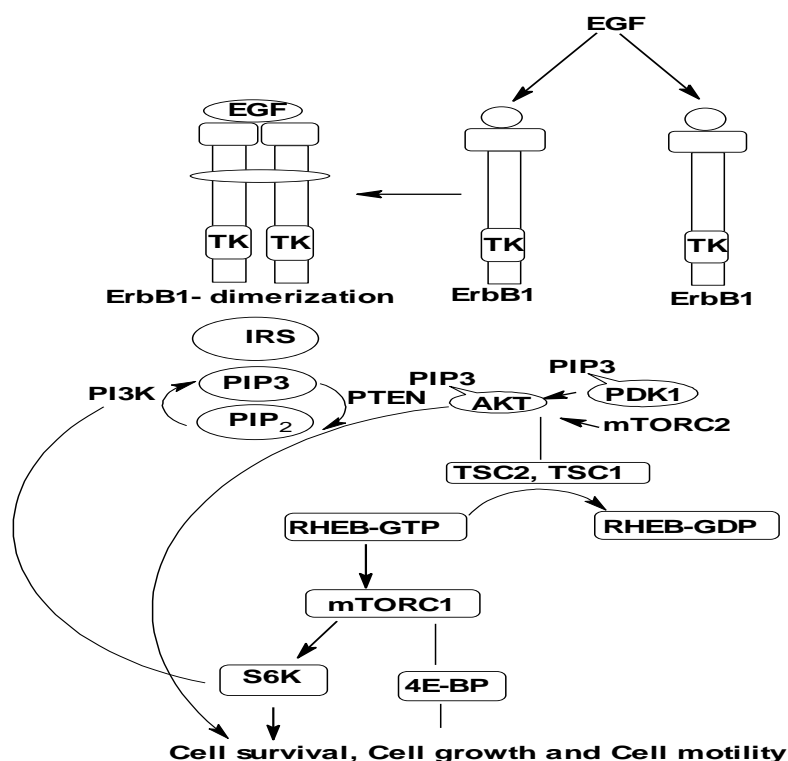 EGF
EGF
TK TK
TK
TK
ErbB1- dimerization
ErbB1
ErbB1
IRS
PIP3
PIP₂
PI3K
PTEN
PIP3
AKT
PIP3
PDK1
mTORC2
TSC2, TSC1
RHEB-GTP
RHEB-GDP
mTORC1
S6K
4E-BP
Cell survival, Cell growth and Cell motility